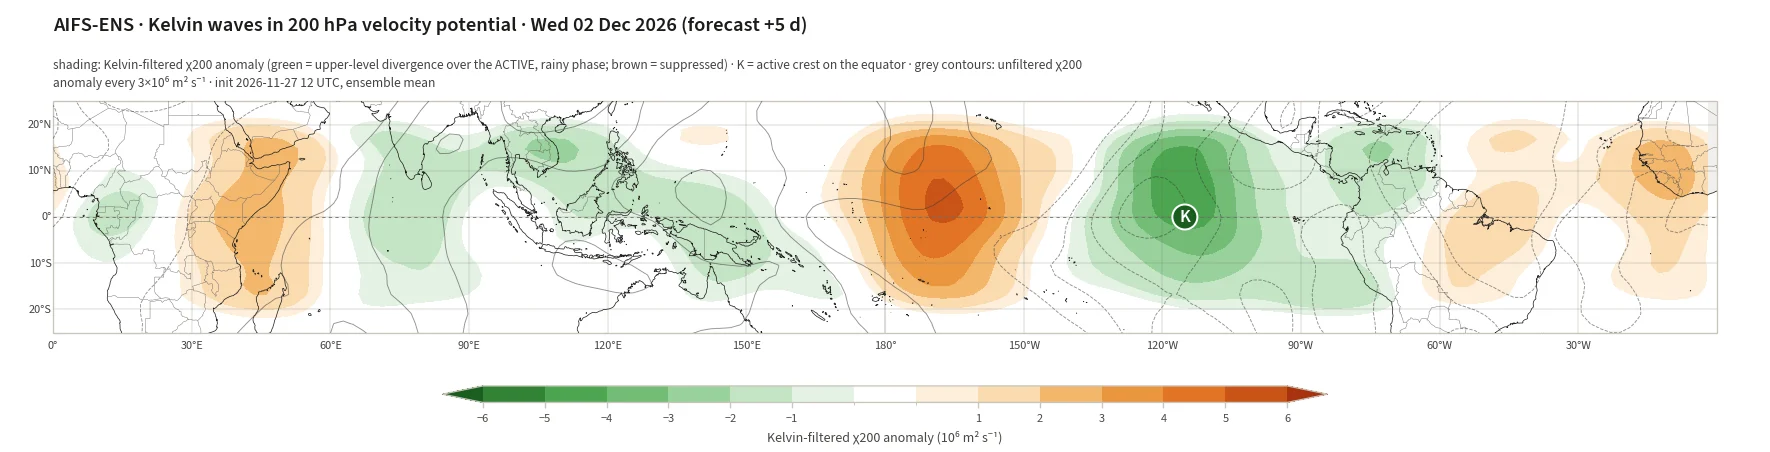 AIFS-ENS · Kelvin waves in 200 hPa velocity potential · Wed 02 Dec 2026 (forecast +5 d)
shading: Kelvin-filtered χ200 anomaly (green = upper-level divergence over the ACTIVE, rainy phase; brown = suppressed) · K = active crest on the equator · grey contours: unfiltered χ200
anomaly every 3×10⁶ m² s⁻¹ · init 2026-11-27 12 UTC, ensemble mean
20°N
10°N
0°
K
10°S
20°S
0° 30°E 60°E 90°E 120°E 150°E 180° 150°W 120°W 90°W 60°W 30°W
−6 −5 −4 −3 −2 −1 1 2 3 4 5 6
Kelvin-filtered χ200 anomaly (10⁶ m² s⁻¹)